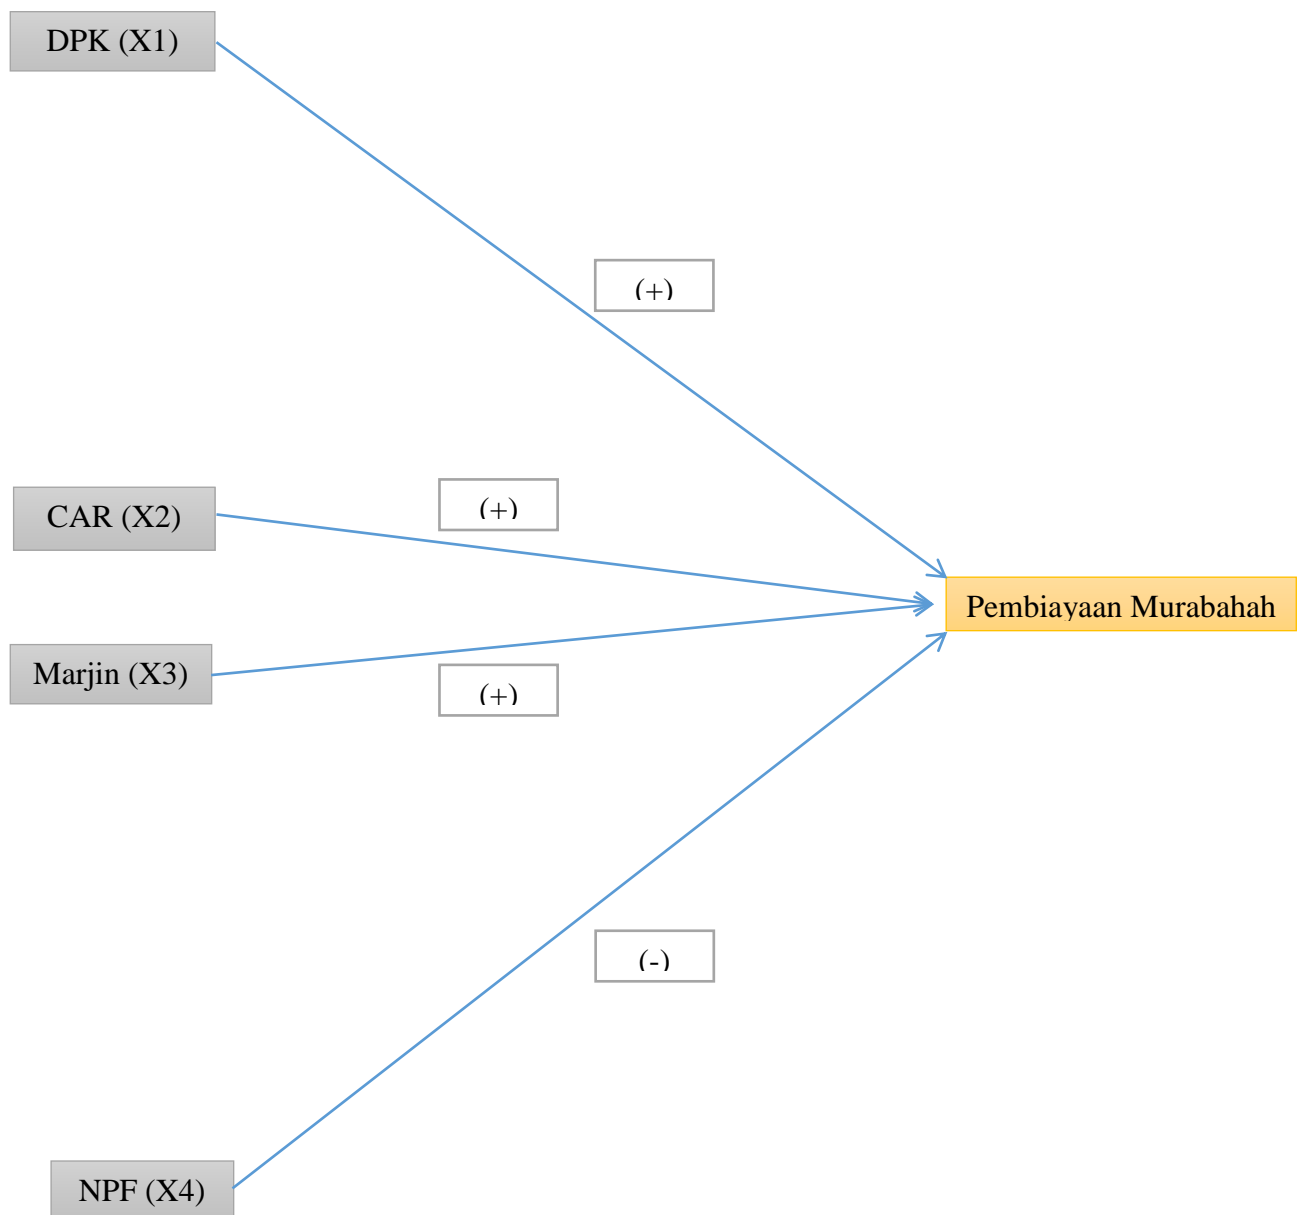 DPK (X1)
(+)
CAR (X2)
(+)
Pembiayaan Murabahah
Marjin (X3)
(+)
(-)
NPF (X4)